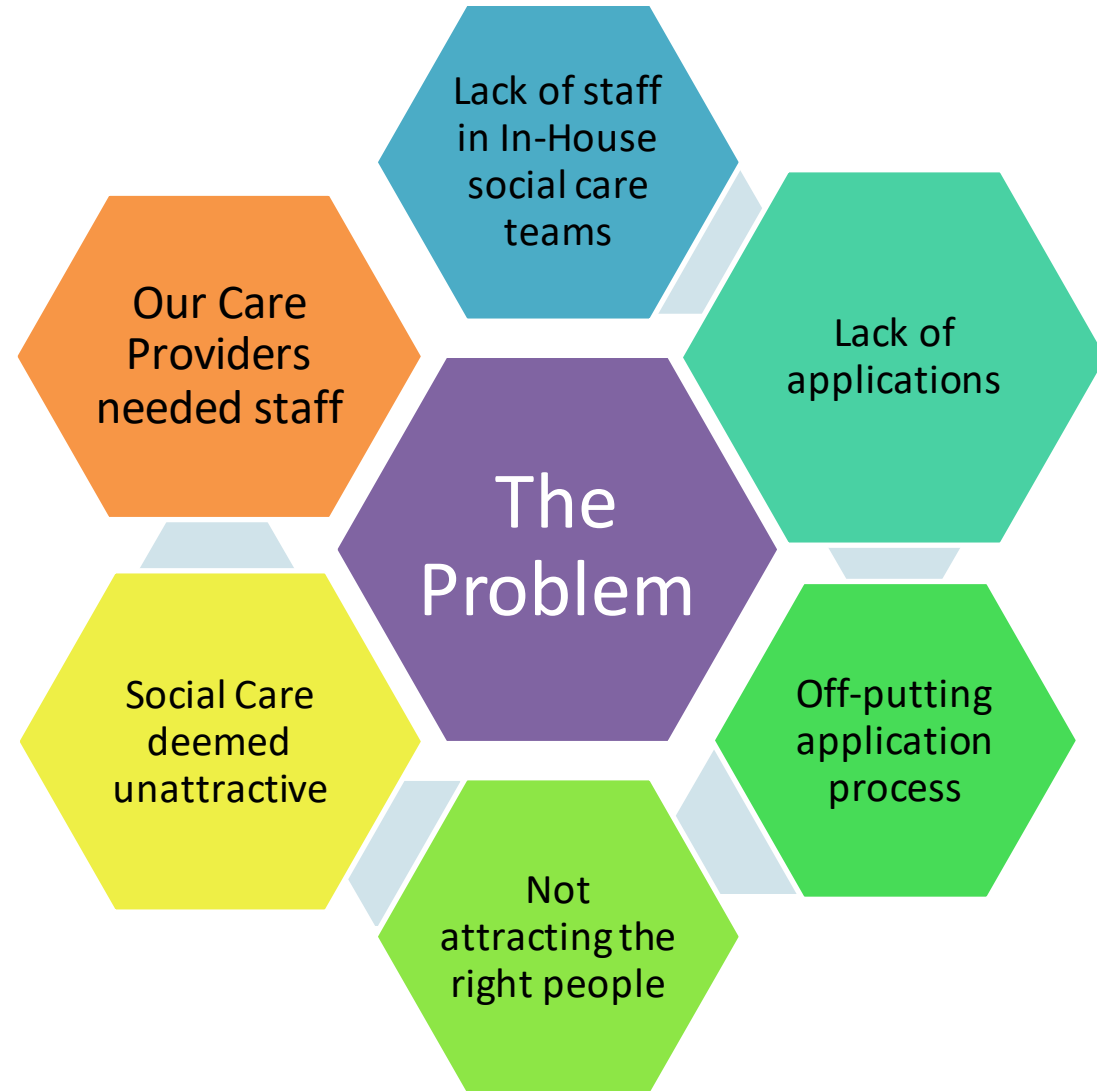 Lack of staff
in In-House
social care
teams
Lack of
applications
Off-putting
application
process
Not
attracting the
right people
Social Care
deemed
unattractive
Our Care
Providers
needed staff
The
Problem